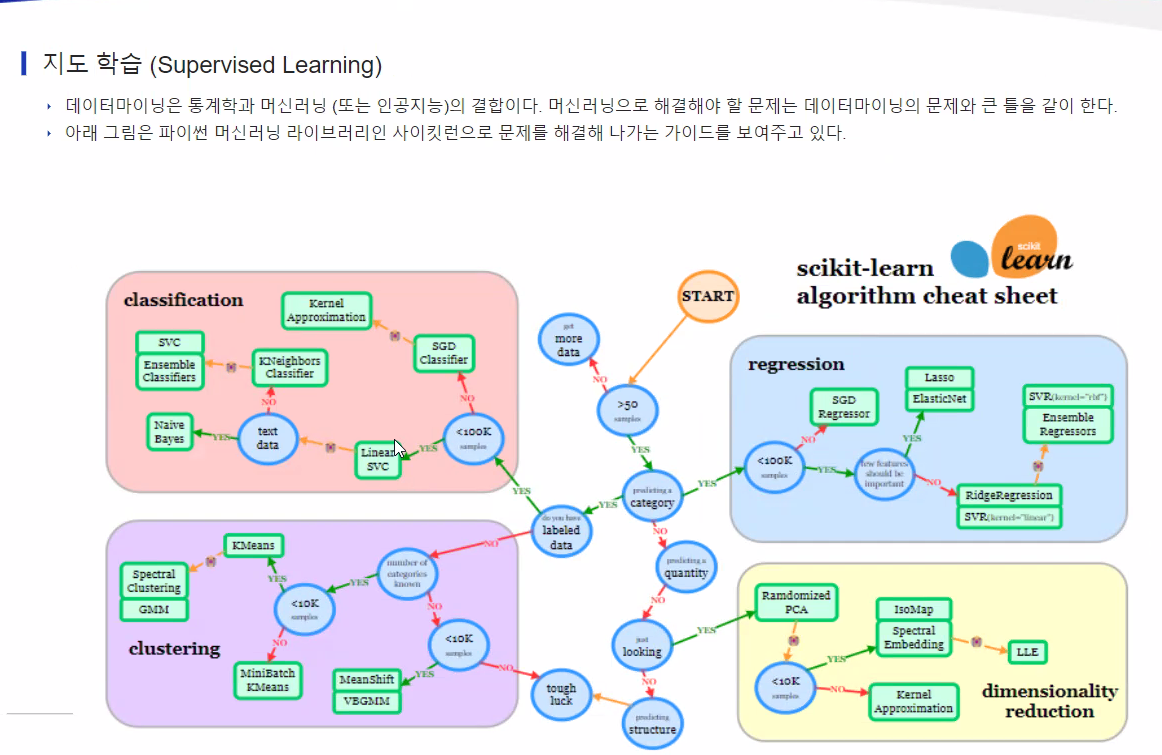 지도 학습 (Supervised Learning)
데이터마이닝은 통계학과 머신러닝 (또는 인공지능)의 결합이다. 머신러닝으로 해결해야 할 문제는 데이터마이닝의 문제와 큰 틀을 같이 한다.
아래 그림은 파이썬 머신러닝 라이브러리인 사이킷런으로 문제를 해결해 나가는 가이드를 보여주고 있다.
scikit-learn
algorithm cheat sheet
scikit
learn
START
get
more
data
NO
>50
samples
YES
predicting a
category
YES
YES
NO
do you have
labeled
data
YES
NO
predicting a
quantity
NO
just
looking
YES
NO
predicting
structure
tough
luck
classification
Kernel
Approximation
SVC
Ensemble
Classifiers
KNeighbors
Classifier
SGD
Classifier
NO
NO
Naive
Bayes
YES
text
data
Linear
SVC
YES
<100K
samples
regression
SGD
Regressor
Lasso
ElasticNet
SVR(kernel="rbf")
Ensemble
Regressors
NO
YES
<100K
samples
YES
few features
should be
important
NO
RidgeRegression
SVR(kernel="linear")
clustering
KMeans
Spectral
Clustering
GMM
YES
<10K
samples
YES
number of
categories
known
NO
NO
MiniBatch
KMeans
<10K
samples
YES
NO
MeanShift
VBGMM
dimensionality
reduction
Ramdomized
PCA
IsoMap
Spectral
Embedding
LLE
YES
<10K
samples
NO
Kernel
Approximation